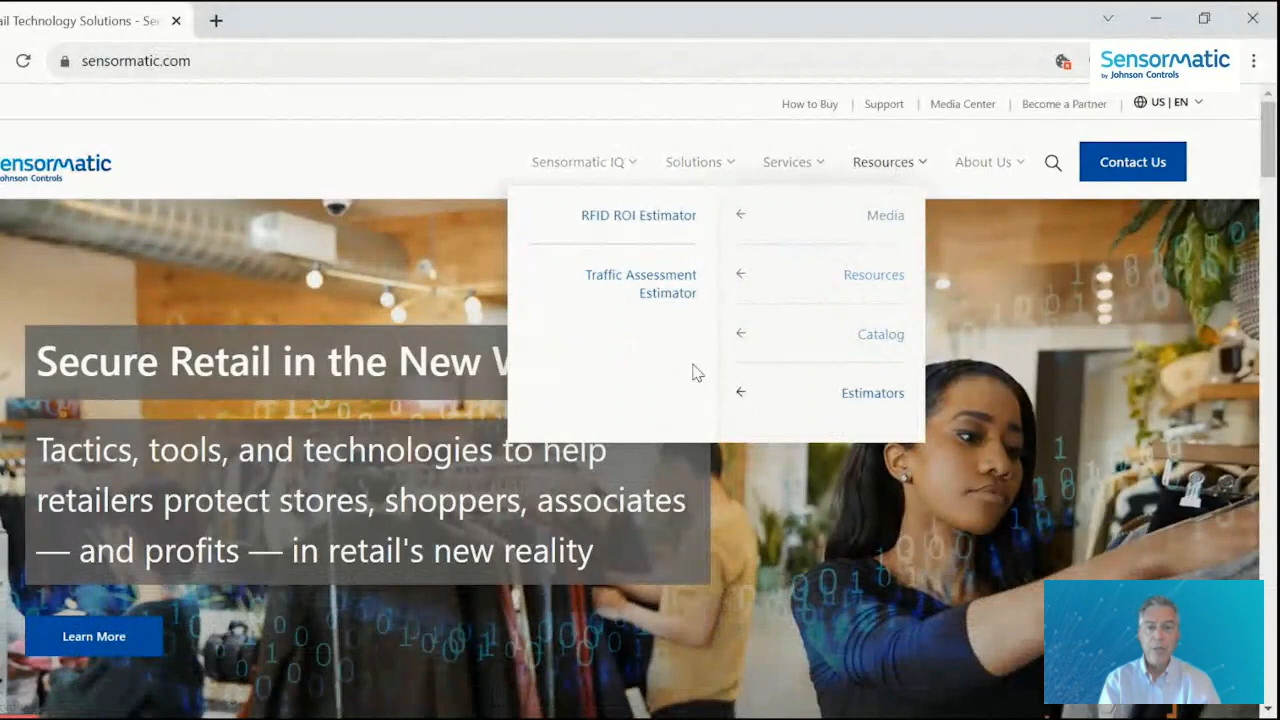 ail Technology Solutions - Se
sensormatic.com
Sensormatic
by Johnson Controls
How to Buy | Support | Media Center | Become a Partner | US | EN
ensormatic
ohnson Controls
Sensormatic IQ Solutions Services Resources About Us Contact Us
RFID ROI Estimator
Traffic Assessment
Estimator
Media
Resources
Catalog
Estimators
Secure Retail in the New
Tactics, tools, and technologies to help
retailers protect stores, shoppers, associates
— and profits — in retail's new reality
Learn More